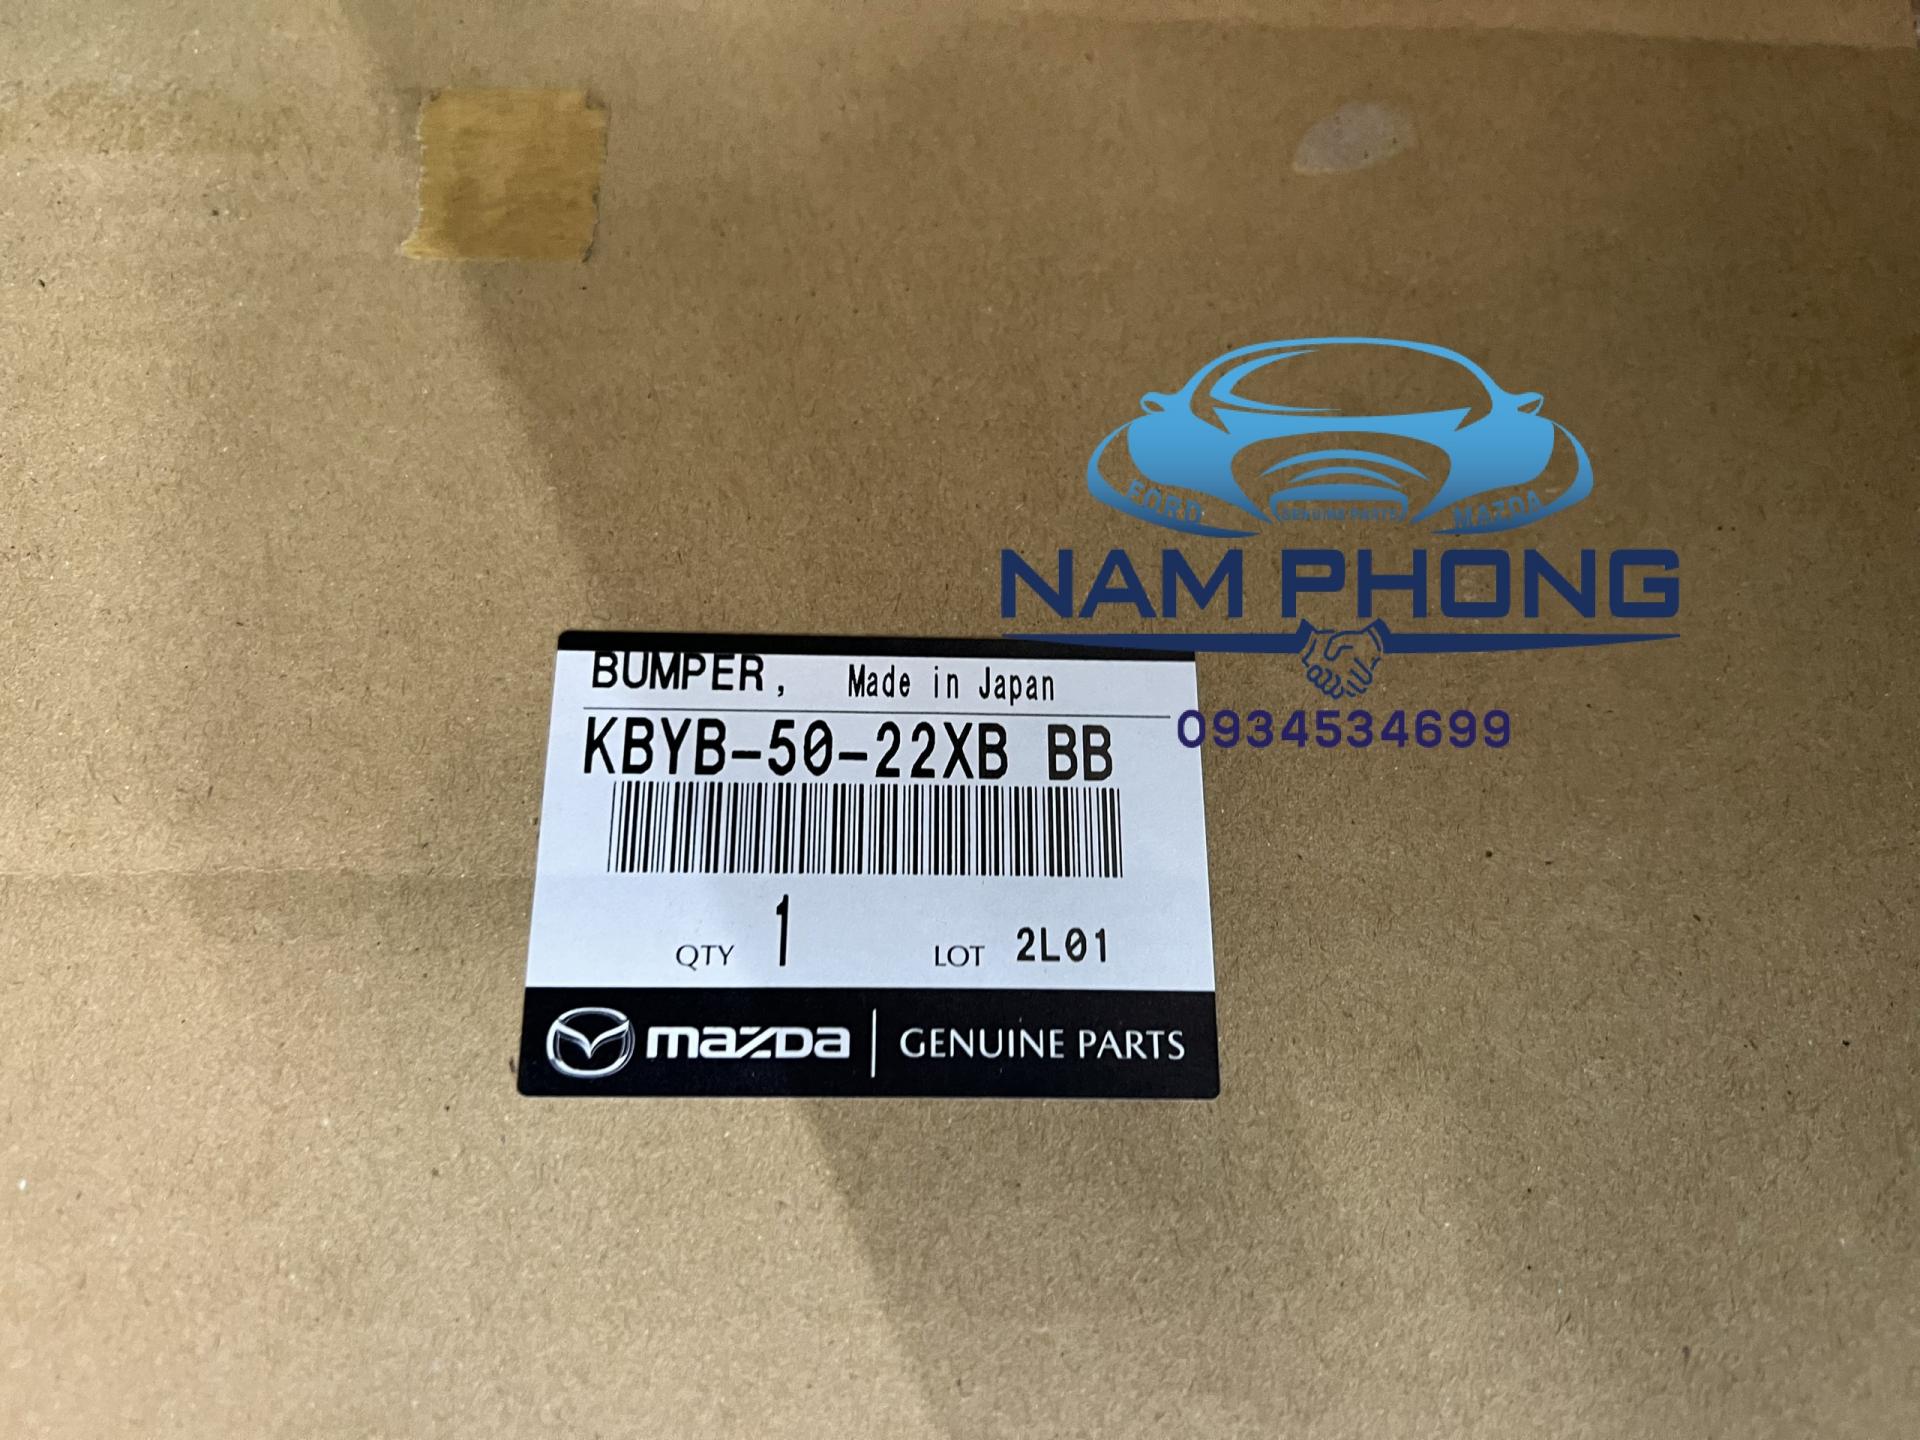 FORD GENUINE PARTS MAZDA
NAM PHONG
0934534699
BUMPER, Made in Japan
KBYB-50-22XB BB
QTY 1 LOT 2L01
mazda GENUINE PARTS